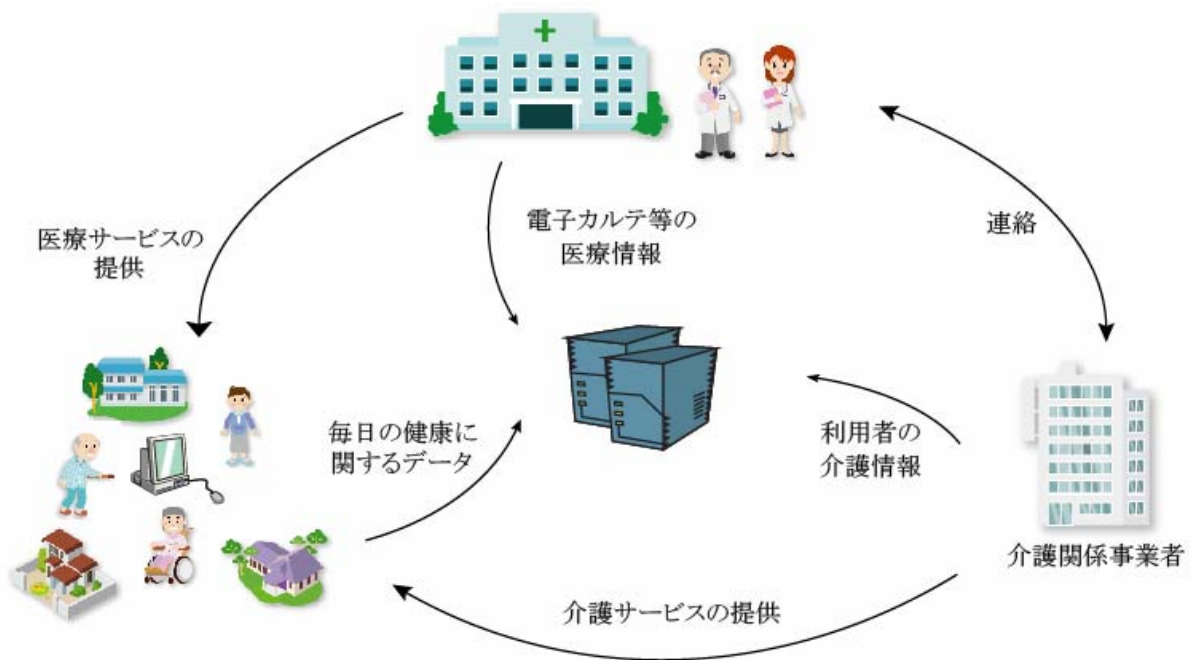 電子カルテ等の
医療情報
連絡
医療サービスの
提供
毎日の健康に
関するデータ
利用者の
介護情報
介護関係事業者
介護サービスの提供